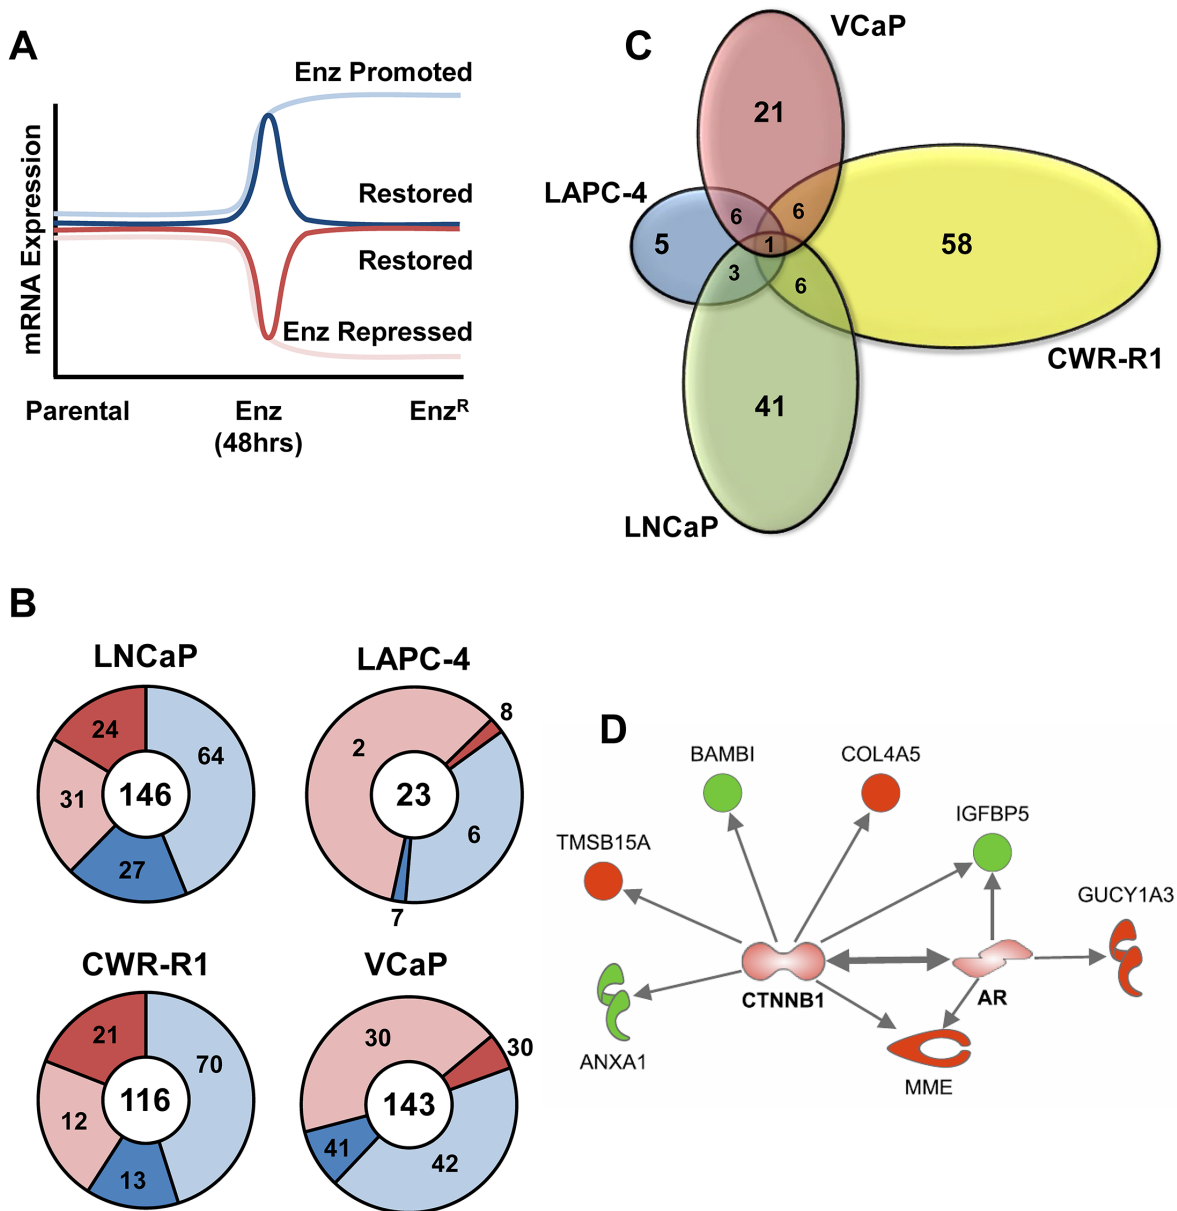 A
Enz Promoted
Restored
Restored
Enz Repressed
mRNA Expression
Parental
Enz
(48hrs)
Enzᴿ
C
VCaP
21
LAPC-4
6
6
5
1
58
3
6
CWR-R1
41
LNCaP
B
LNCaP
24
64
146
31
27
LAPC-4
8
2
23
6
7
CWR-R1
21
70
116
12
13
VCaP
30
30
143
41
42
D
BAMBI
COL4A5
IGFBP5
TMSB15A
GUCY1A3
CTNNB1
AR
ANXA1
MME